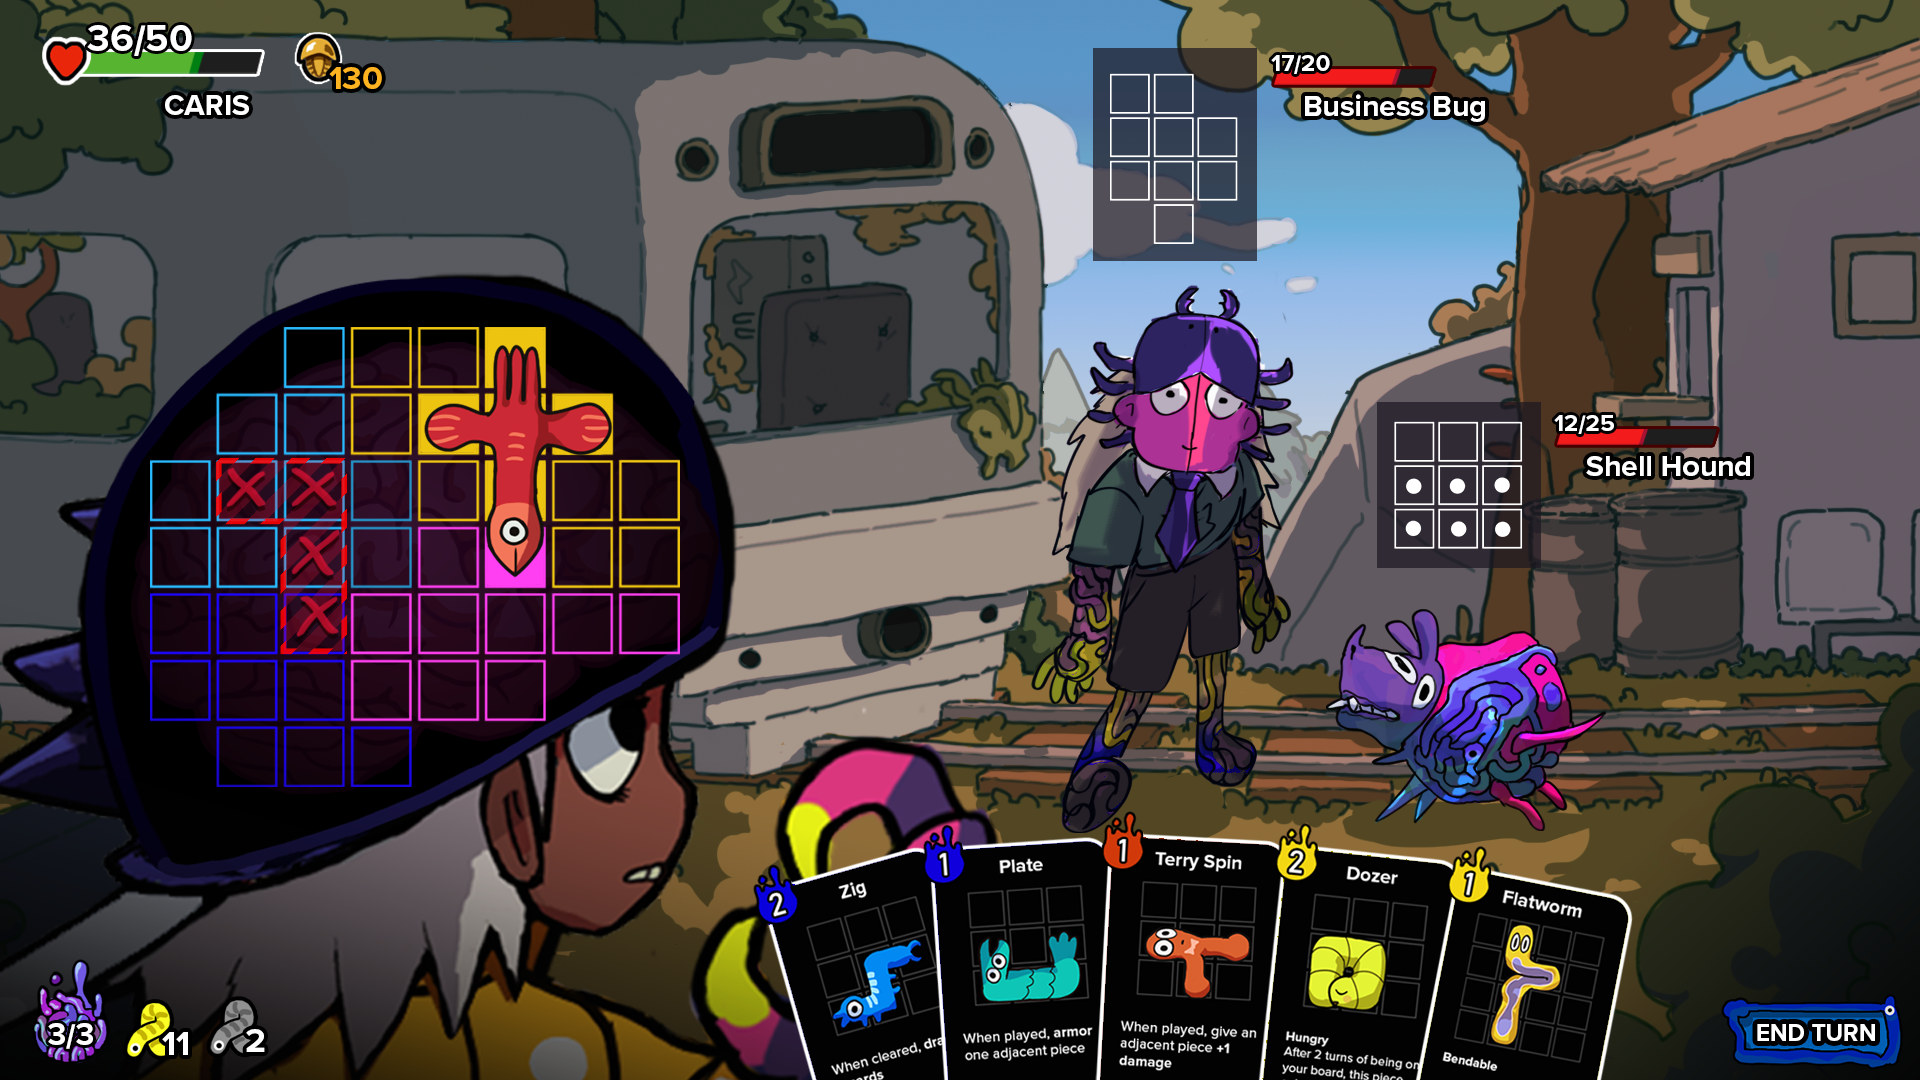 36/50
130
CARIS
17/20
Business Bug
12/25
Shell Hound
2
Zig
When cleared, dra
ards
1
Plate
When played, armor
one adjacent piece
1
Terry Spin
When played, give an
adjacent piece +1
damage
2
Dozer
Hungry
After 2 turns of being on
your board, this piece
1
Flatworm
Bendable
3/3
11
2
END TURN